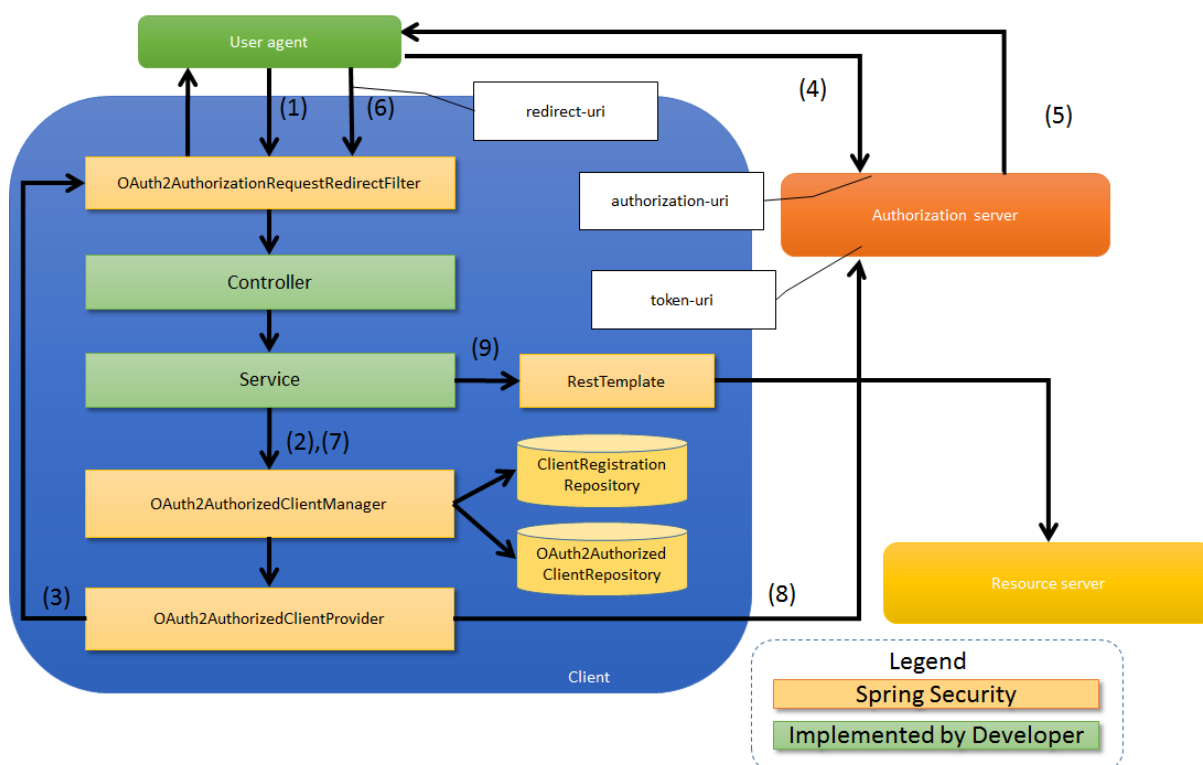 User agent
(1)
(6)
redirect-uri
(4)
(5)
OAuth2AuthorizationRequestRedirectFilter
authorization-uri
Authorization server
Controller
token-uri
Service
(9)
RestTemplate
(2),(7)
ClientRegistration
Repository
OAuth2AuthorizedClientManager
OAuth2Authorized
ClientRepository
Resource server
(3)
OAuth2AuthorizedClientProvider
(8)
Client
Legend
Spring Security
Implemented by Developer